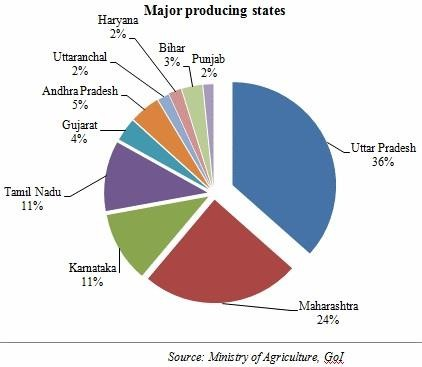 Major producing states
Haryana
2%
Bihar
3%
Punjab
2%
Uttaranchal
2%
Andhra Pradesh
5%
Gujarat
4%
Tamil Nadu
11%
Karnataka
11%
Uttar Pradesh
36%
Maharashtra
24%
Source: Ministry of Agriculture, GoI